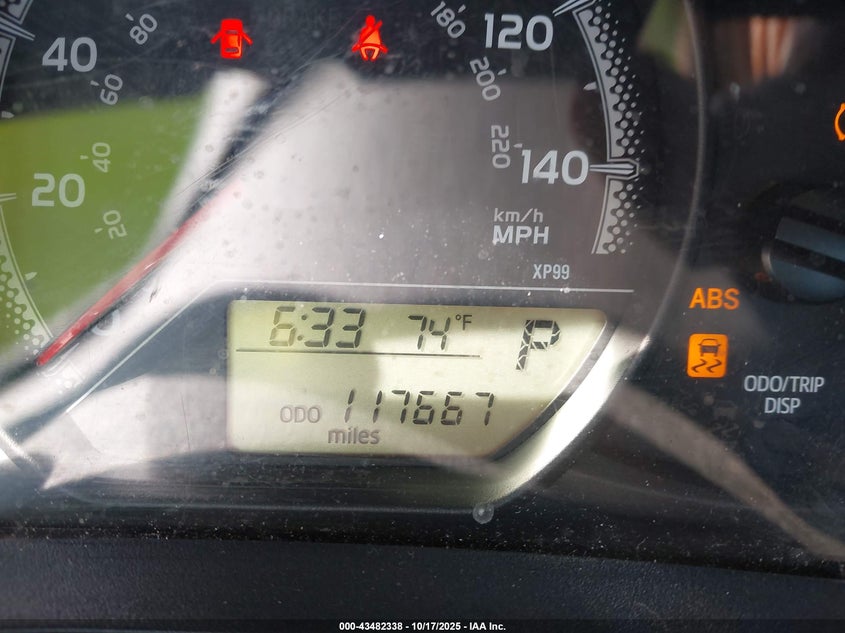 40
80
180
120
60
200
20
40
220
140
20
km/h
MPH
XP99
6:33 74°F P
ABS
ODO 117667
miles
ODO/TRIP
DISP
000-43482338 - 10/17/2025 - IAA Inc.